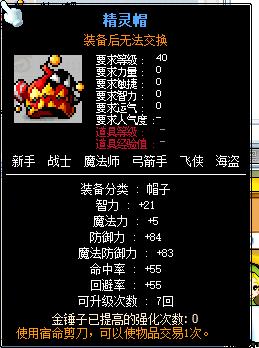 精灵帽
装备后无法交换
要求等级 : 40
要求力量 : 0
要求敏捷 : 0
要求智力 : 0
要求运气 : 0
要求人气度 : -
道具等级 : -
道具经验值 : -
新手 战士 魔法师 弓箭手 飞侠 海盗
装备分类 : 帽子
智力 : +21
魔法力 : +5
防御力 : +84
魔法防御力 : +83
命中率 : +55
回避率 : +55
可升级次数 : 7回
金锤子已提高的强化次数: 0
使用宿命剪刀，可以使物品交易1次。